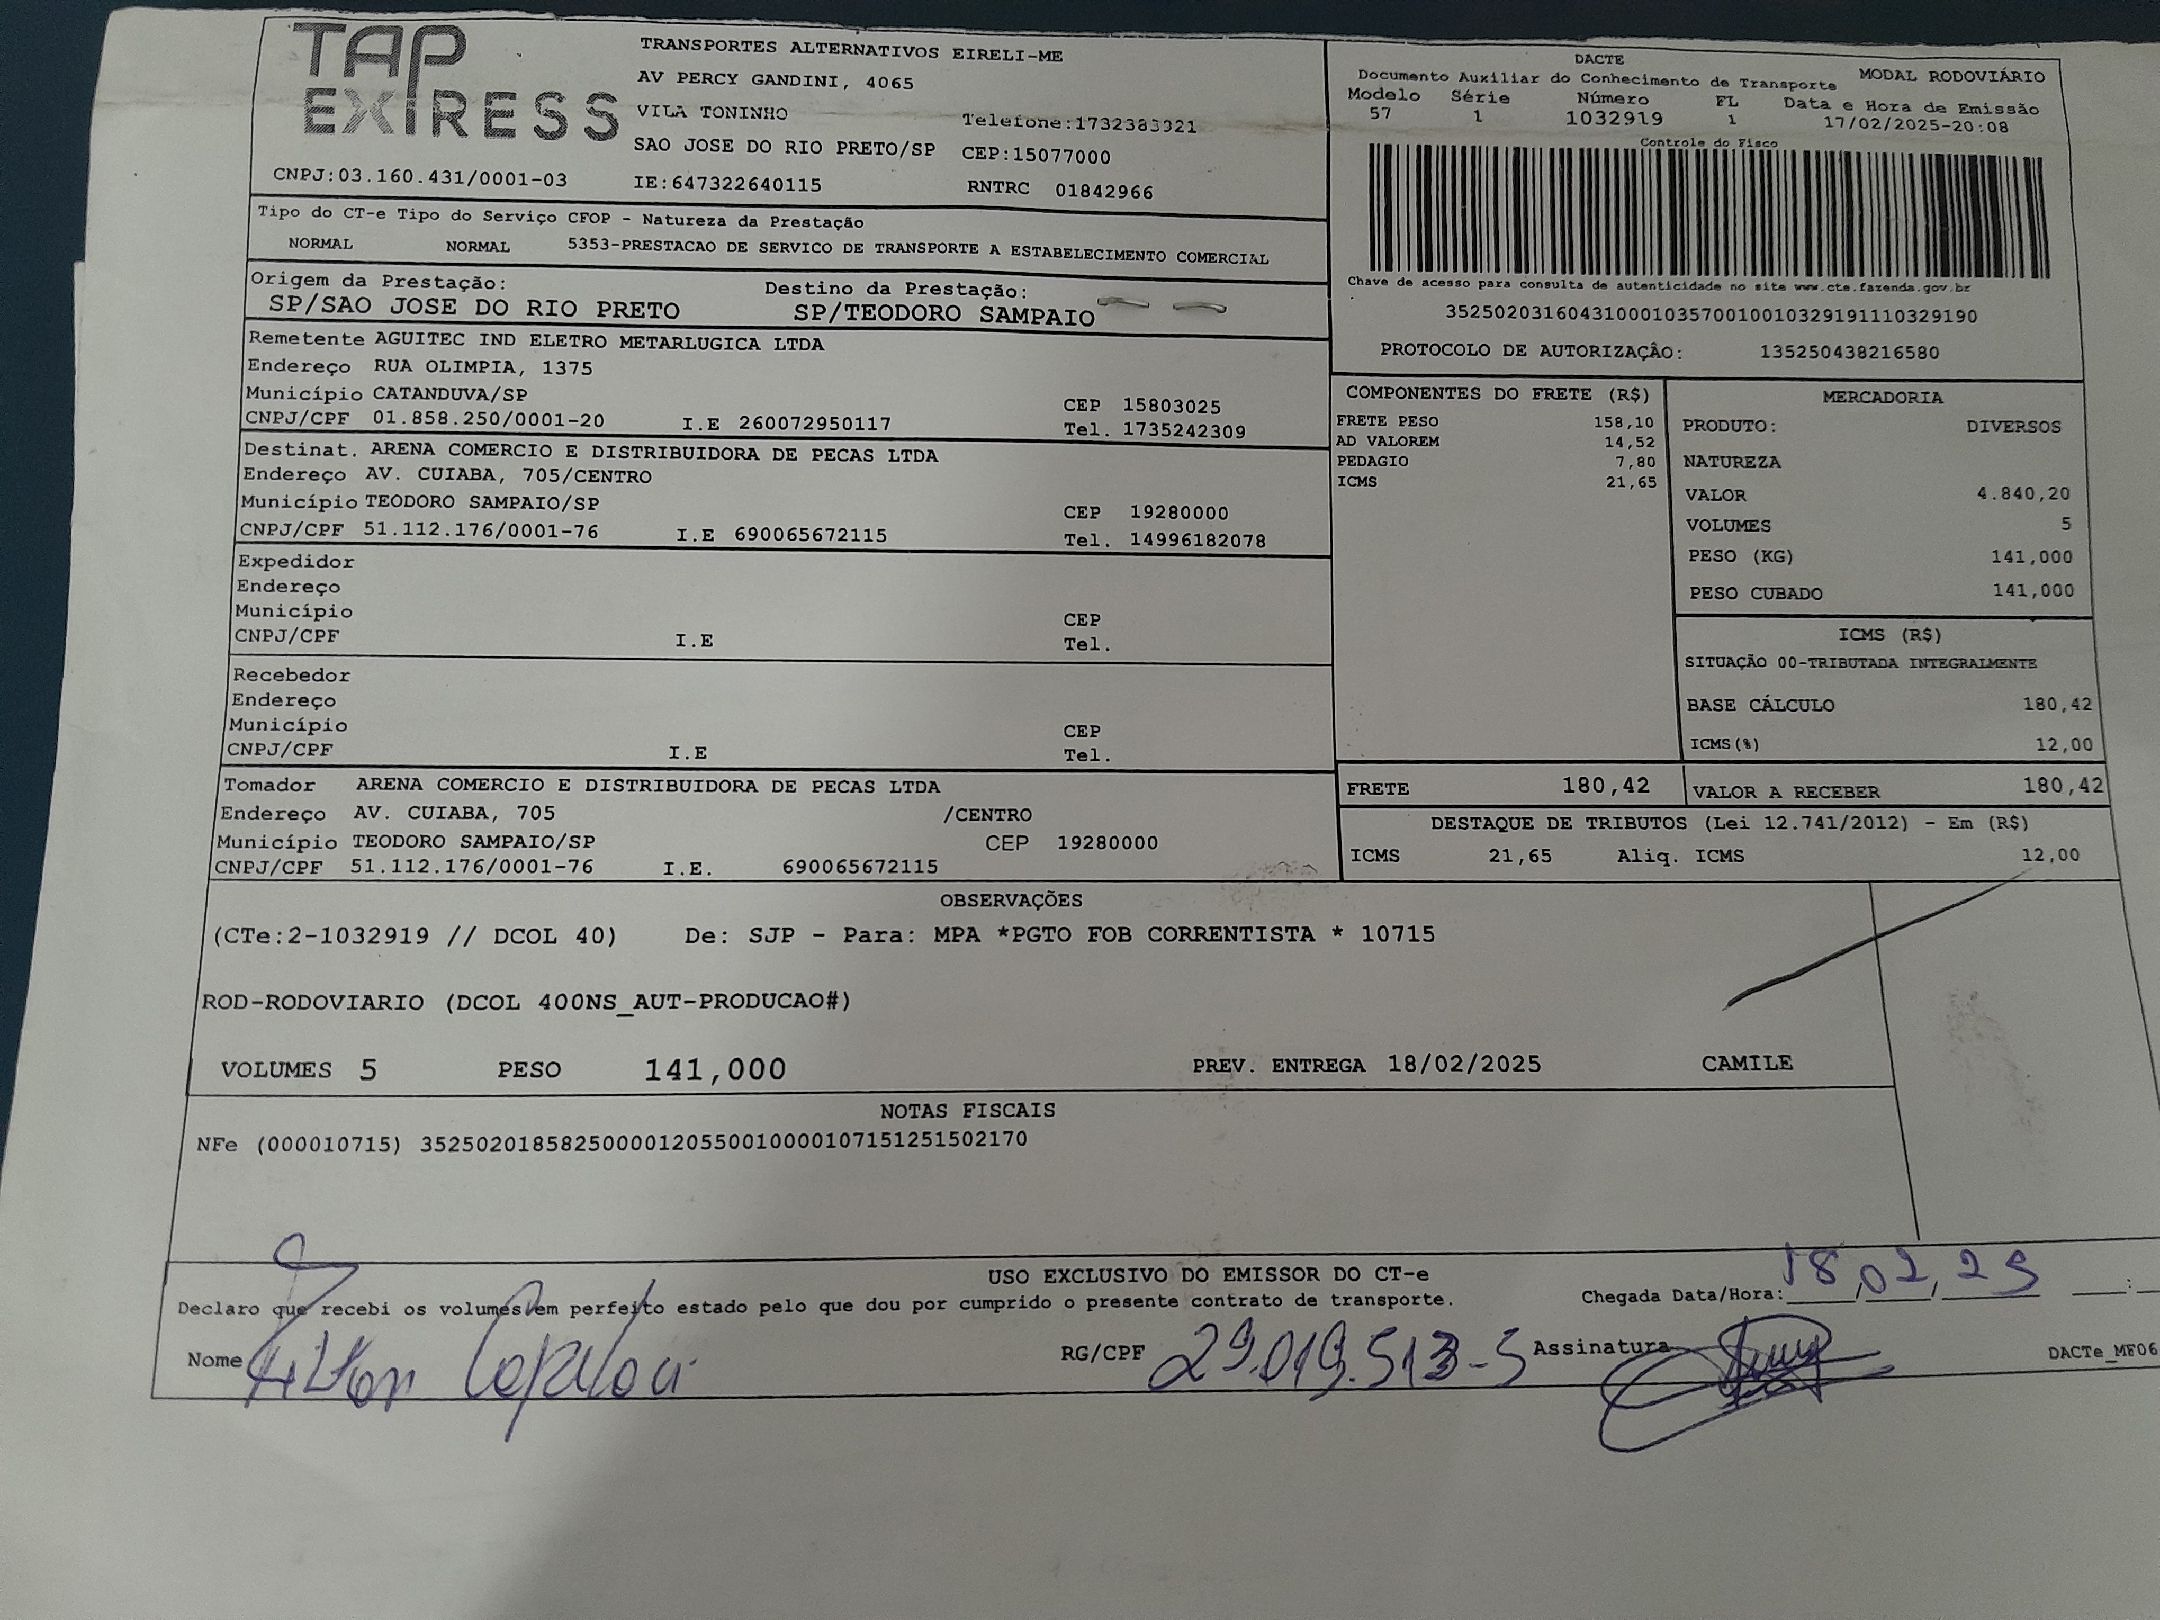 TAP EXPRESS
TRANSPORTES ALTERNATIVOS EIRELI-ME
AV PERCY GANDINI, 4065
VILA TONINHO Telefone:1732383321
SAO JOSE DO RIO PRETO/SP CEP:15077000
CNPJ:03.160.431/0001-03 IE:647322640115 RNTRC 01842966
DACTE
Documento Auxiliar do Conhecimento de Transporte MODAL RODOVIÁRIO
Modelo Série Número FL Data e Hora de Emissão
57 1 1032919 1 17/02/2025-20:08
Controle do Fisco
Chave de acesso para consulta de autenticidade no site www.cte.fazenda.gov.br
35250203160431000103570010010329191110329190
PROTOCOLO DE AUTORIZAÇÃO: 135250438216580
Tipo do CT-e Tipo do Serviço CFOP - Natureza da Prestação
NORMAL NORMAL 5353-PRESTACAO DE SERVICO DE TRANSPORTE A ESTABELECIMENTO COMERCIAL
Origem da Prestação: Destino da Prestação:
SP/SAO JOSE DO RIO PRETO SP/TEODORO SAMPAIO
Remetente AGUITEC IND ELETRO METARLUGICA LTDA
Endereço RUA OLIMPIA, 1375
Município CATANDUVA/SP CEP 15803025
CNPJ/CPF 01.858.250/0001-20 I.E 260072950117 Tel. 1735242309
Destinat. ARENA COMERCIO E DISTRIBUIDORA DE PECAS LTDA
Endereço AV. CUIABA, 705/CENTRO
Município TEODORO SAMPAIO/SP CEP 19280000
CNPJ/CPF 51.112.176/0001-76 I.E 690065672115 Tel. 14996182078
Expedidor
Endereço
Município CEP
CNPJ/CPF I.E Tel.
Recebedor
Endereço
Município CEP
CNPJ/CPF I.E Tel.
Tomador ARENA COMERCIO E DISTRIBUIDORA DE PECAS LTDA
Endereço AV. CUIABA, 705 /CENTRO
Município TEODORO SAMPAIO/SP CEP 19280000
CNPJ/CPF 51.112.176/0001-76 I.E. 690065672115
COMPONENTES DO FRETE (R$)
FRETE PESO 158,10
AD VALOREM 14,52
PEDAGIO 7,80
ICMS 21,65
MERCADORIA
PRODUTO: DIVERSOS
NATUREZA
VALOR 4.840,20
VOLUMES 5
PESO (KG) 141,000
PESO CUBADO 141,000
ICMS (R$)
SITUAÇÃO 00-TRIBUTADA INTEGRALMENTE
BASE CÁLCULO 180,42
ICMS(%) 12,00
FRETE 180,42 VALOR A RECEBER 180,42
DESTAQUE DE TRIBUTOS (Lei 12.741/2012) - Em (R$)
ICMS 21,65 Aliq. ICMS 12,00
OBSERVAÇÕES
(CTe:2-1032919 // DCOL 40) De: SJP - Para: MPA *PGTO FOB CORRENTISTA * 10715
ROD-RODOVIARIO (DCOL 400NS_AUT-PRODUCAO#)
VOLUMES 5 PESO 141,000 PREV. ENTREGA 18/02/2025 CAMILE
NOTAS FISCAIS
NFe (000010715) 35250201858250000120550010000107151251502170
USO EXCLUSIVO DO EMISSOR DO CT-e
Declaro que recebi os volumes em perfeito estado pelo que dou por cumprido o presente contrato de transporte. Chegada Data/Hora: 18/02/25 :
Nome RG/CPF 29.019.513-5 Assinatura DACTe_MF06